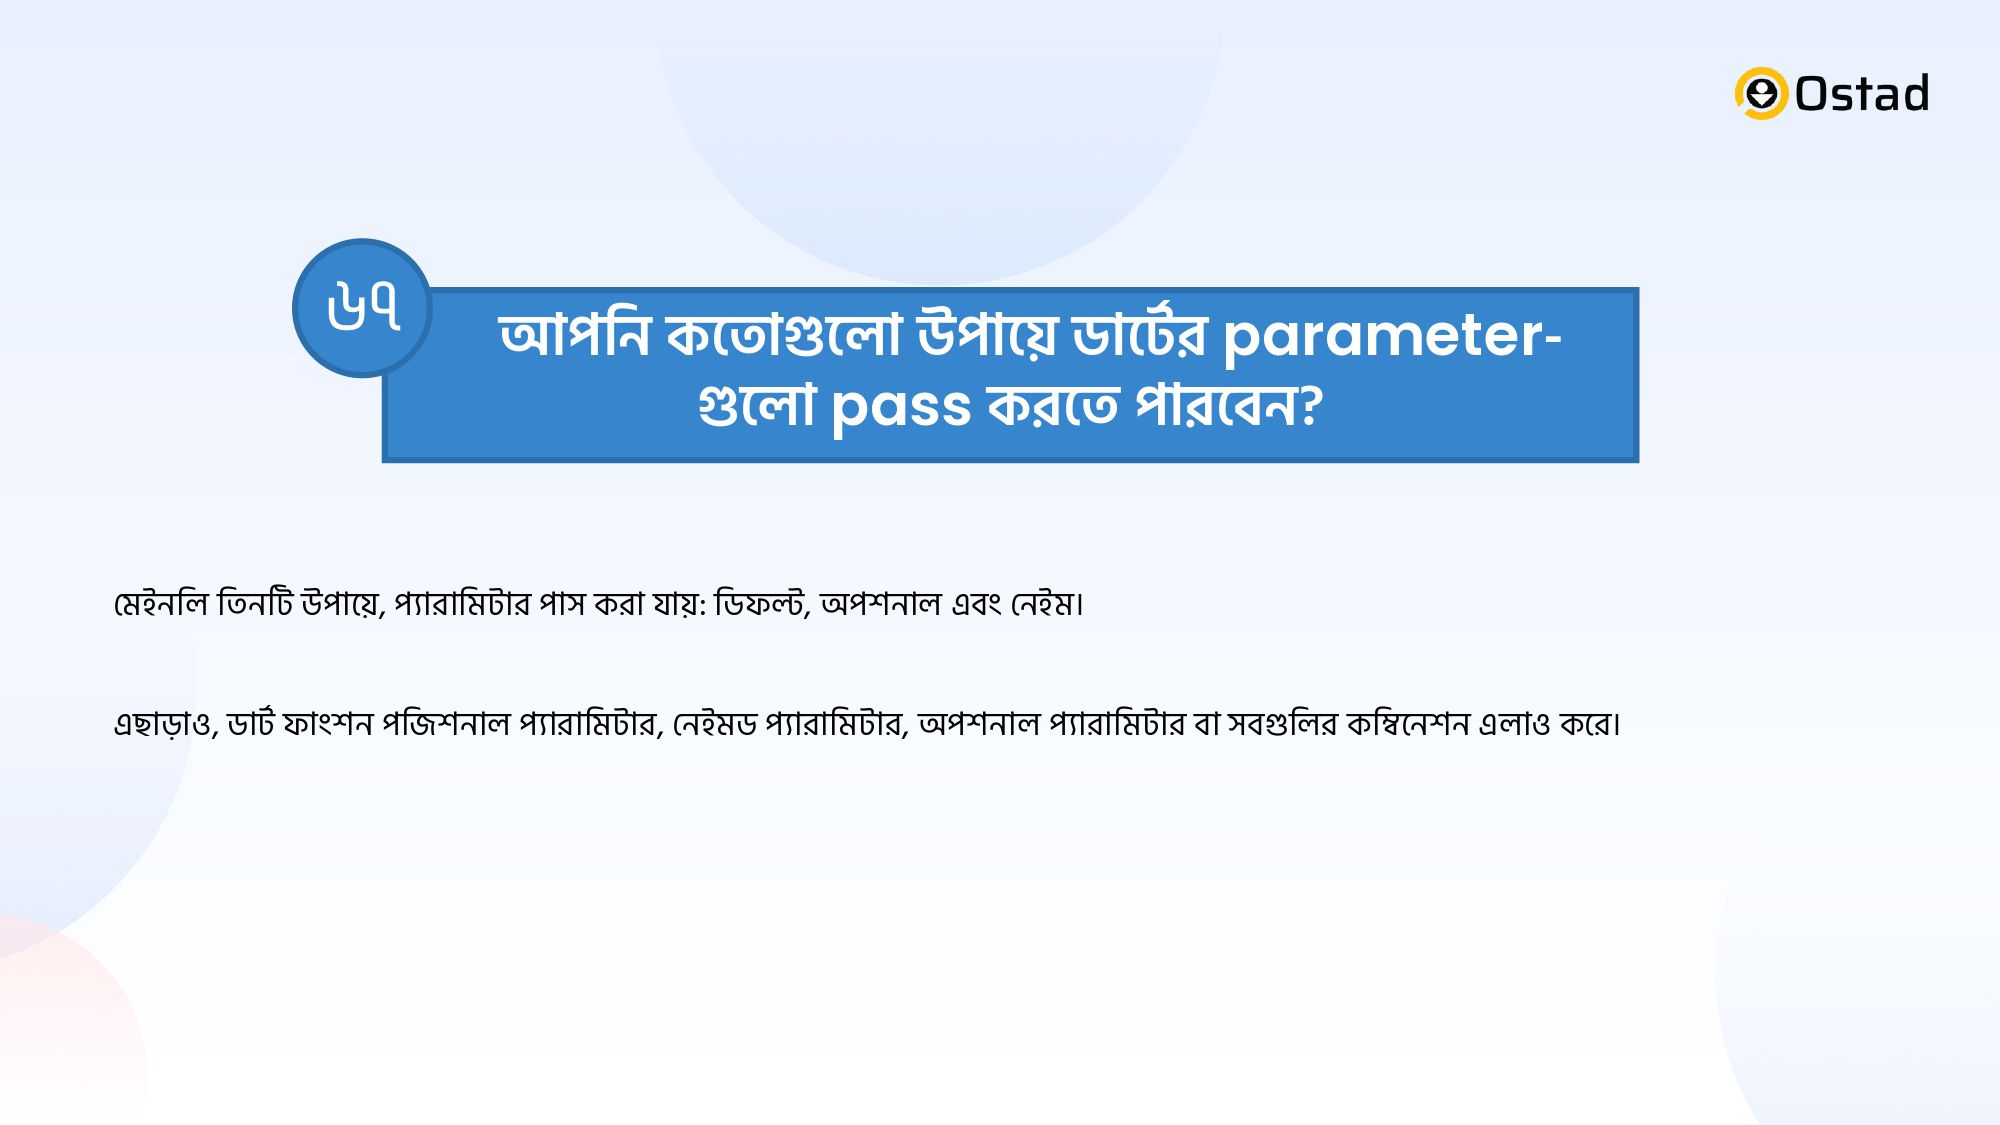 Ostad
৬৭
আপনি কতোগুলো উপায়ে ডার্টের parameter-
গুলো pass করতে পারবেন?
মেইনলি তিনটি উপায়ে, প্যারামিটার পাস করা যায়: ডিফল্ট, অপশনাল এবং নেইম।
এছাড়াও, ডার্ট ফাংশন পজিশনাল প্যারামিটার, নেইমড প্যারামিটার, অপশনাল প্যারামিটার বা সবগুলির কম্বিনেশন এলাও করে।